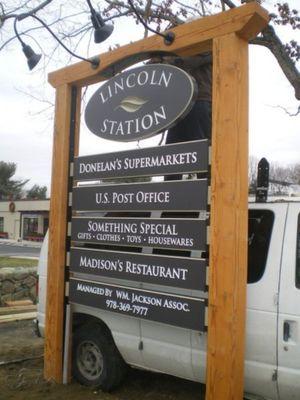 LINCOLN
STATION
DONELAN'S SUPERMARKETS
U.S. POST OFFICE
SOMETHING SPECIAL
GIFTS • CLOTHES • TOYS • HOUSEWARES
MADISON'S RESTAURANT
MANAGED BY WM. JACKSON ASSOC.
978-369-7977